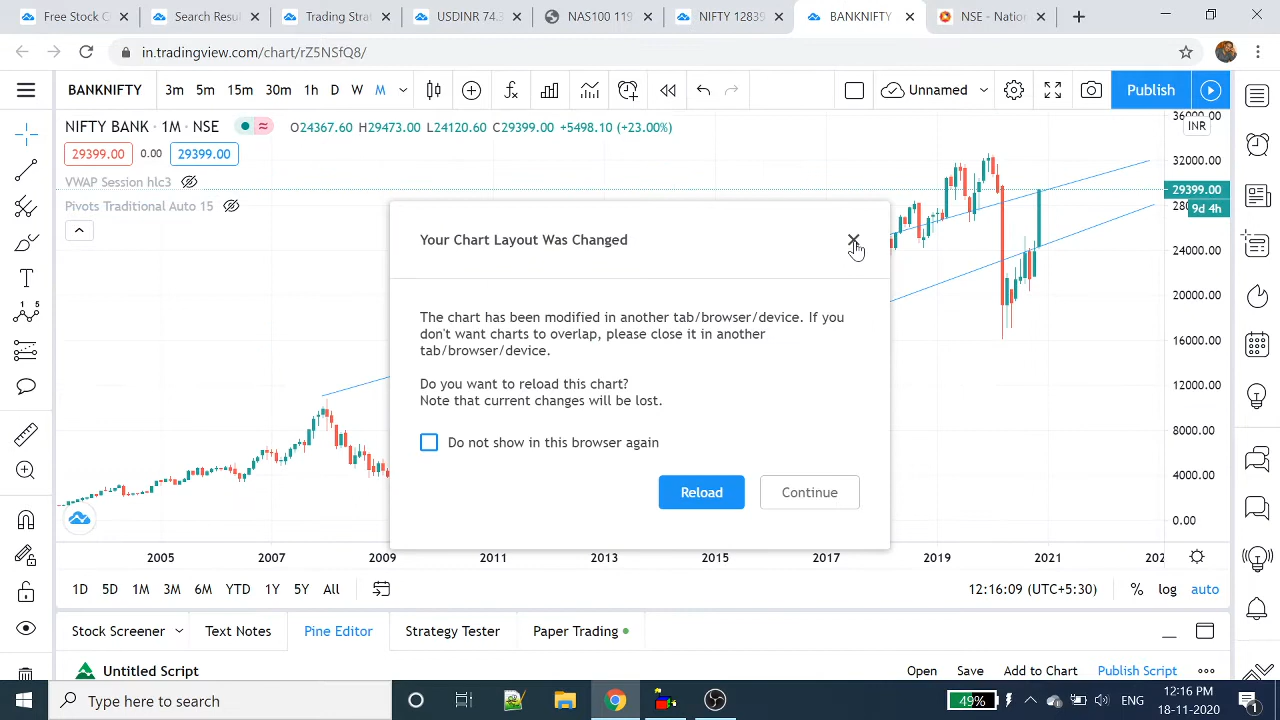 Free Stock C
Search Resul
Trading Strat
USDINR 74.3
NAS100 119
NIFTY 12839
BANKNIFTY
NSE - Nation
in.tradingview.com/chart/rZ5NSfQ8/
BANKNIFTY 3m 5m 15m 30m 1h D W M Unnamed Publish
NIFTY BANK · 1M · NSE O24367.60 H29473.00 L24120.60 C29399.00 +5498.10 (+23.00%)
29399.00 0.00 29399.00
VWAP Session hlc3
Pivots Traditional Auto 15
36000.00
INR
32000.00
29399.00
28
9d 4h
24000.00
20000.00
16000.00
12000.00
8000.00
4000.00
0.00
Your Chart Layout Was Changed
The chart has been modified in another tab/browser/device. If you
don't want charts to overlap, please close it in another
tab/browser/device.
Do you want to reload this chart?
Note that current changes will be lost.
Do not show in this browser again
Reload Continue
2005 2007 2009 2011 2013 2015 2017 2019 2021 202
1D 5D 1M 3M 6M YTD 1Y 5Y All 12:16:09 (UTC+5:30) % log auto
Stock Screener Text Notes Pine Editor Strategy Tester Paper Trading
Untitled Script Open Save Add to Chart Publish Script
Type here to search
49%
ENG
12:16 PM
18-11-2020